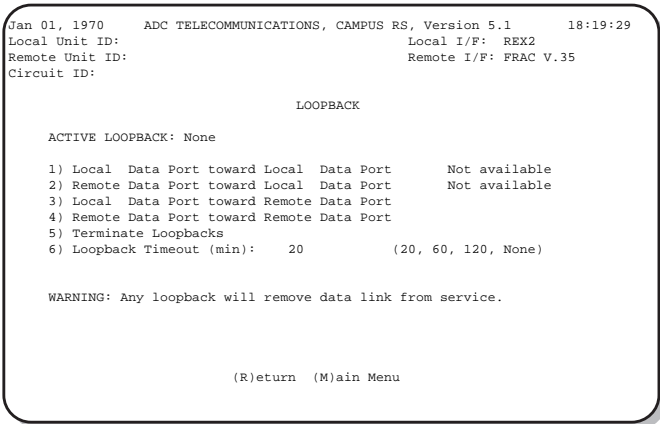 Jan 01, 1970 ADC TELECOMMUNICATIONS, CAMPUS RS, Version 5.1 18:19:29
Local Unit ID: Local I/F: REX2
Remote Unit ID: Remote I/F: FRAC V.35
Circuit ID:
LOOPBACK
ACTIVE LOOPBACK: None
1) Local Data Port toward Local Data Port Not available
2) Remote Data Port toward Local Data Port Not available
3) Local Data Port toward Remote Data Port
4) Remote Data Port toward Remote Data Port
5) Terminate Loopbacks
6) Loopback Timeout (min): 20 (20, 60, 120, None)
WARNING: Any loopback will remove data link from service.
(R)eturn (M)ain Menu